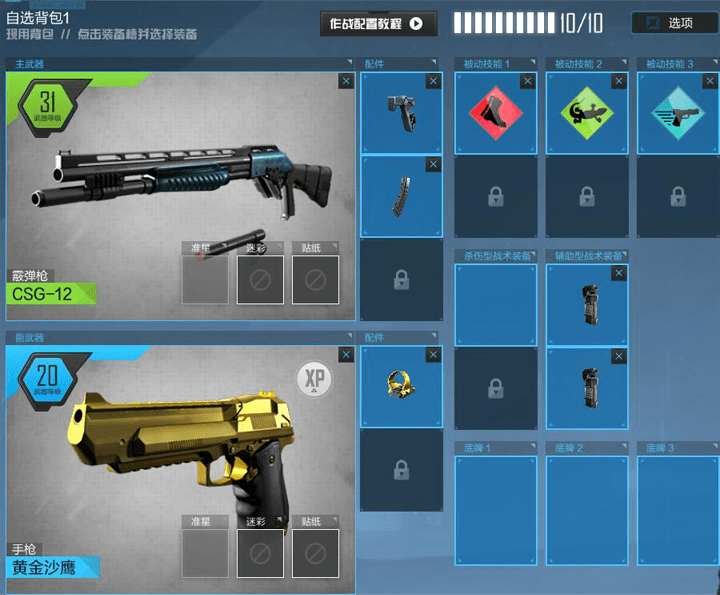 自选背包1
现用背包 // 点击装备槽并选择装备
作战配置教程
10/10
选项
主武器
配件
被动技能 1
被动技能 2
被动技能 3
31
武器等级
准星
迷彩
贴纸
霰弹枪
CSG-12
杀伤型战术装备
辅助型战术装备
副武器
配件
20
武器等级
XP
底牌 1
底牌 2
底牌 3
准星
迷彩
贴纸
手枪
黄金沙鹰